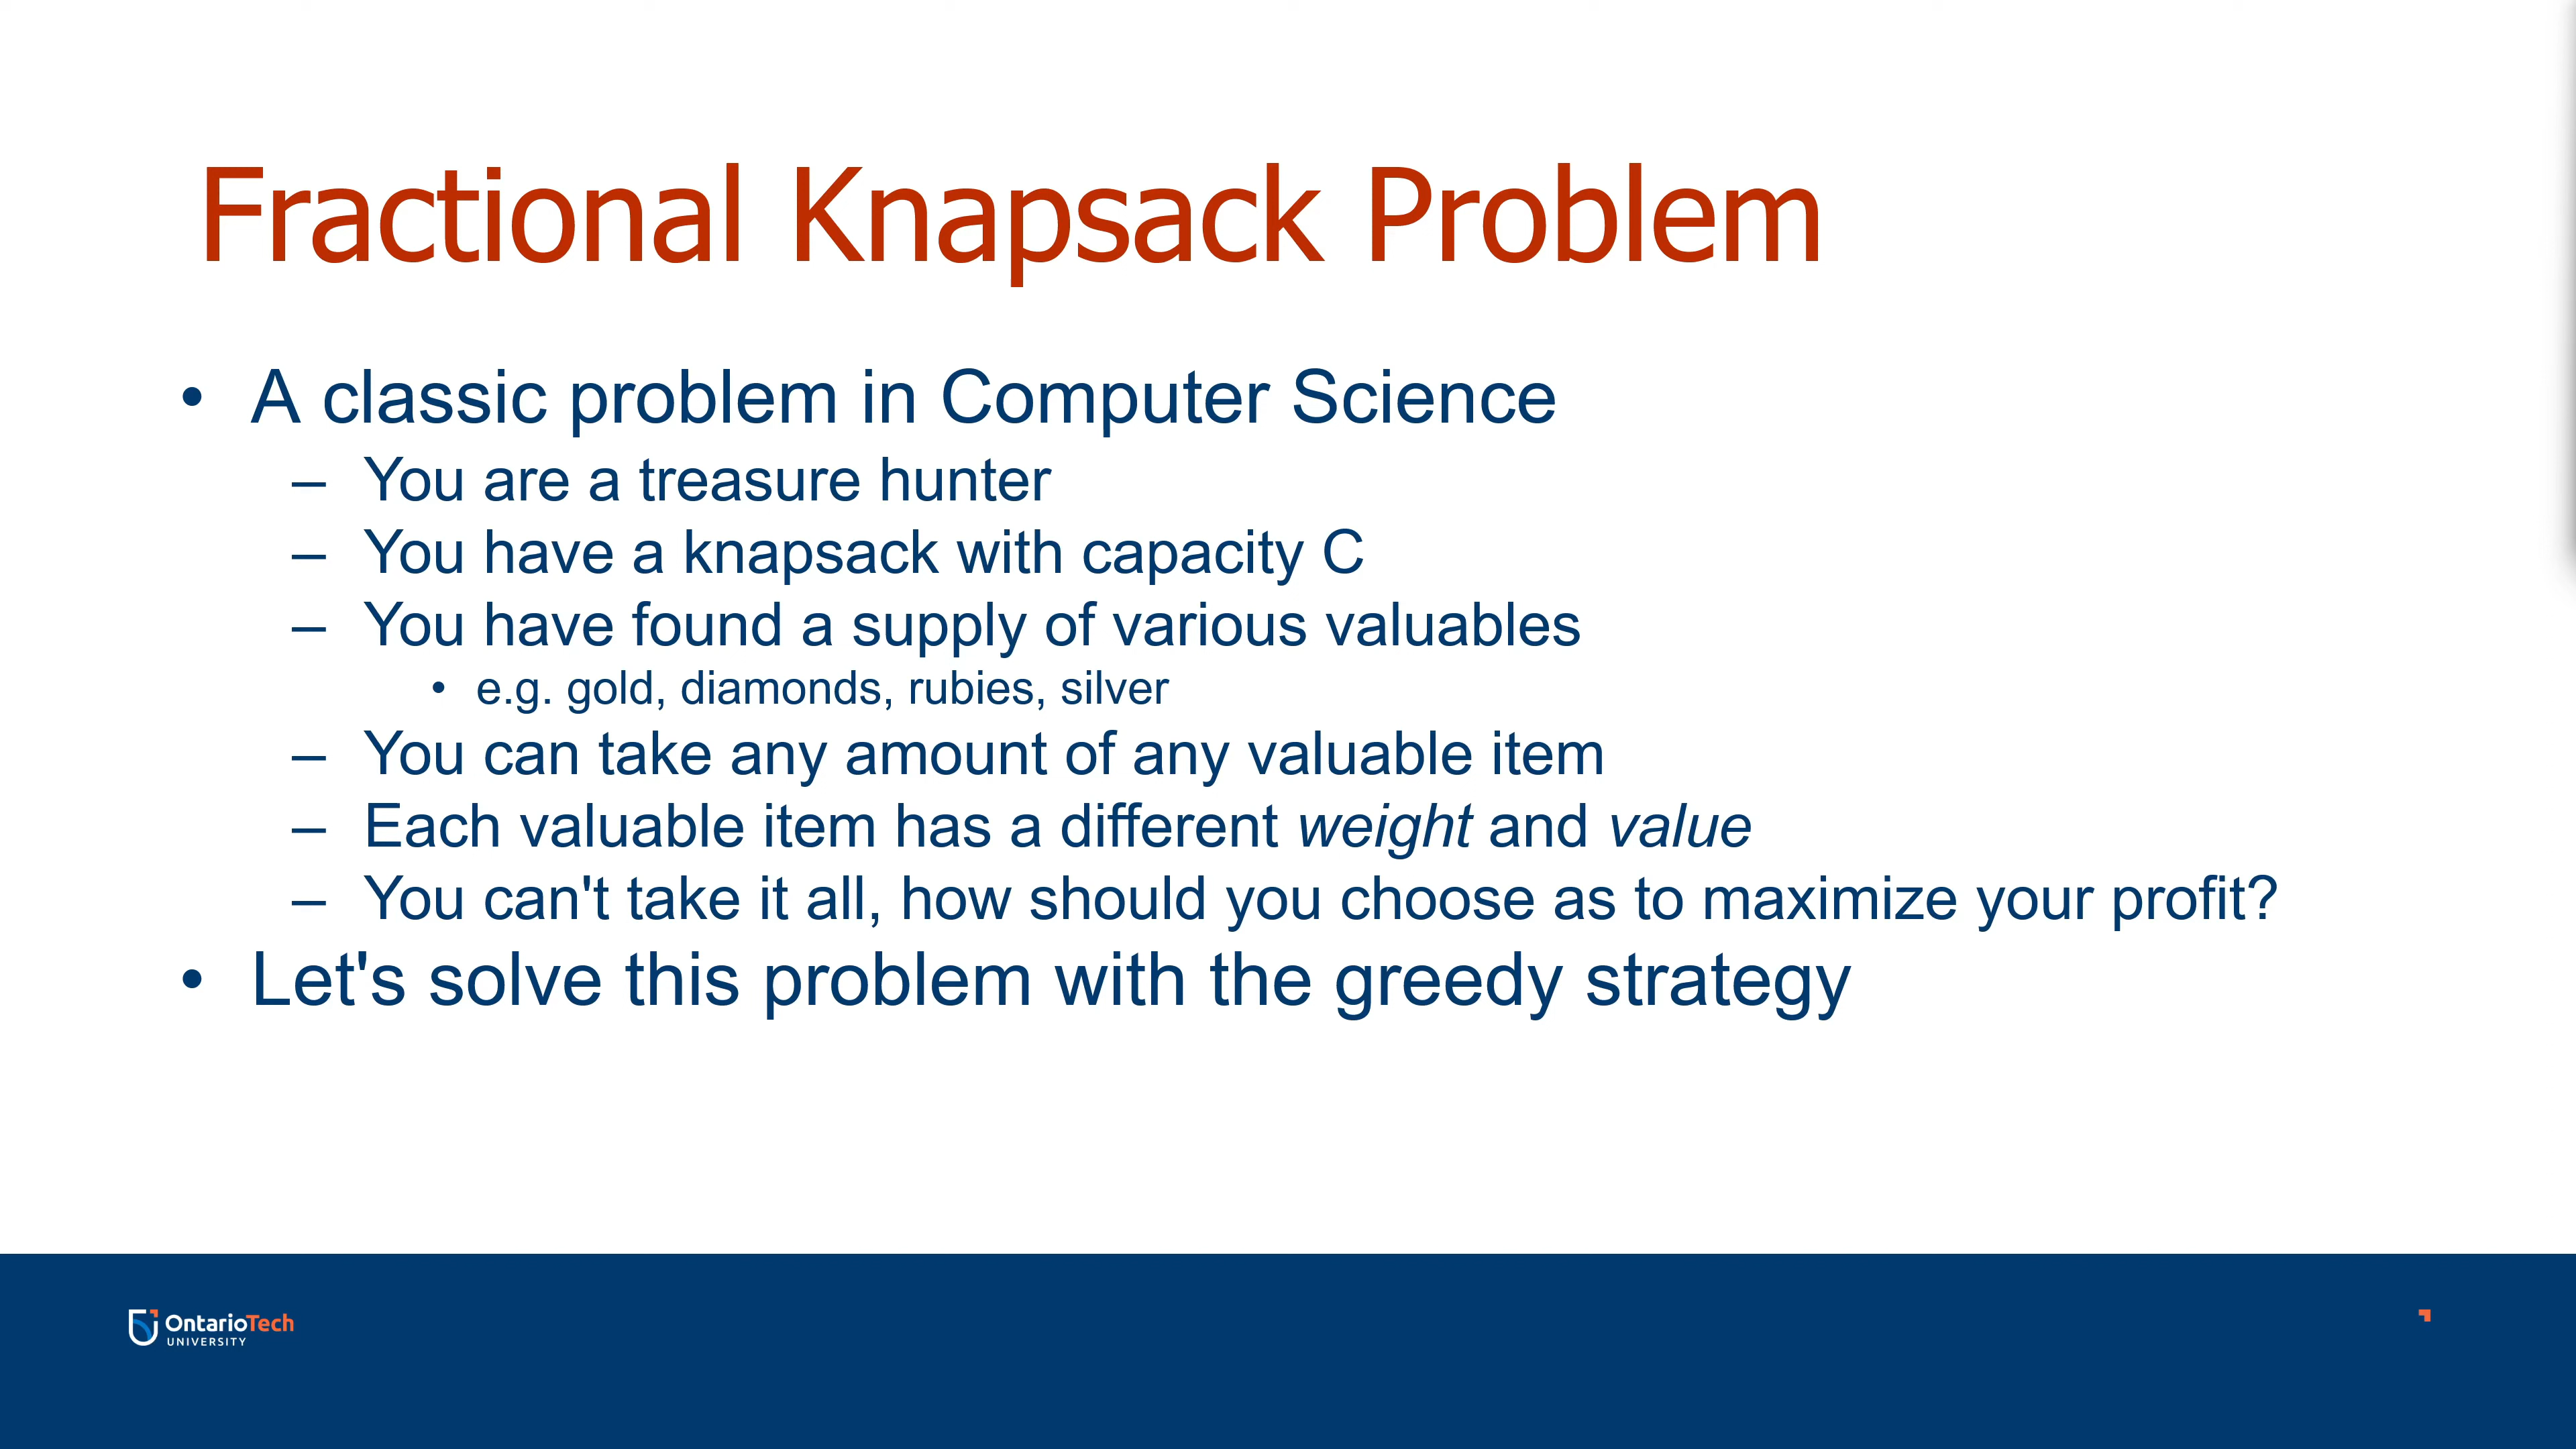 Fractional Knapsack Problem
• A classic problem in Computer Science
– You are a treasure hunter
– You have a knapsack with capacity C
– You have found a supply of various valuables
• e.g. gold, diamonds, rubies, silver
– You can take any amount of any valuable item
– Each valuable item has a different weight and value
– You can't take it all, how should you choose as to maximize your profit?
• Let's solve this problem with the greedy strategy
OntarioTech
UNIVERSITY